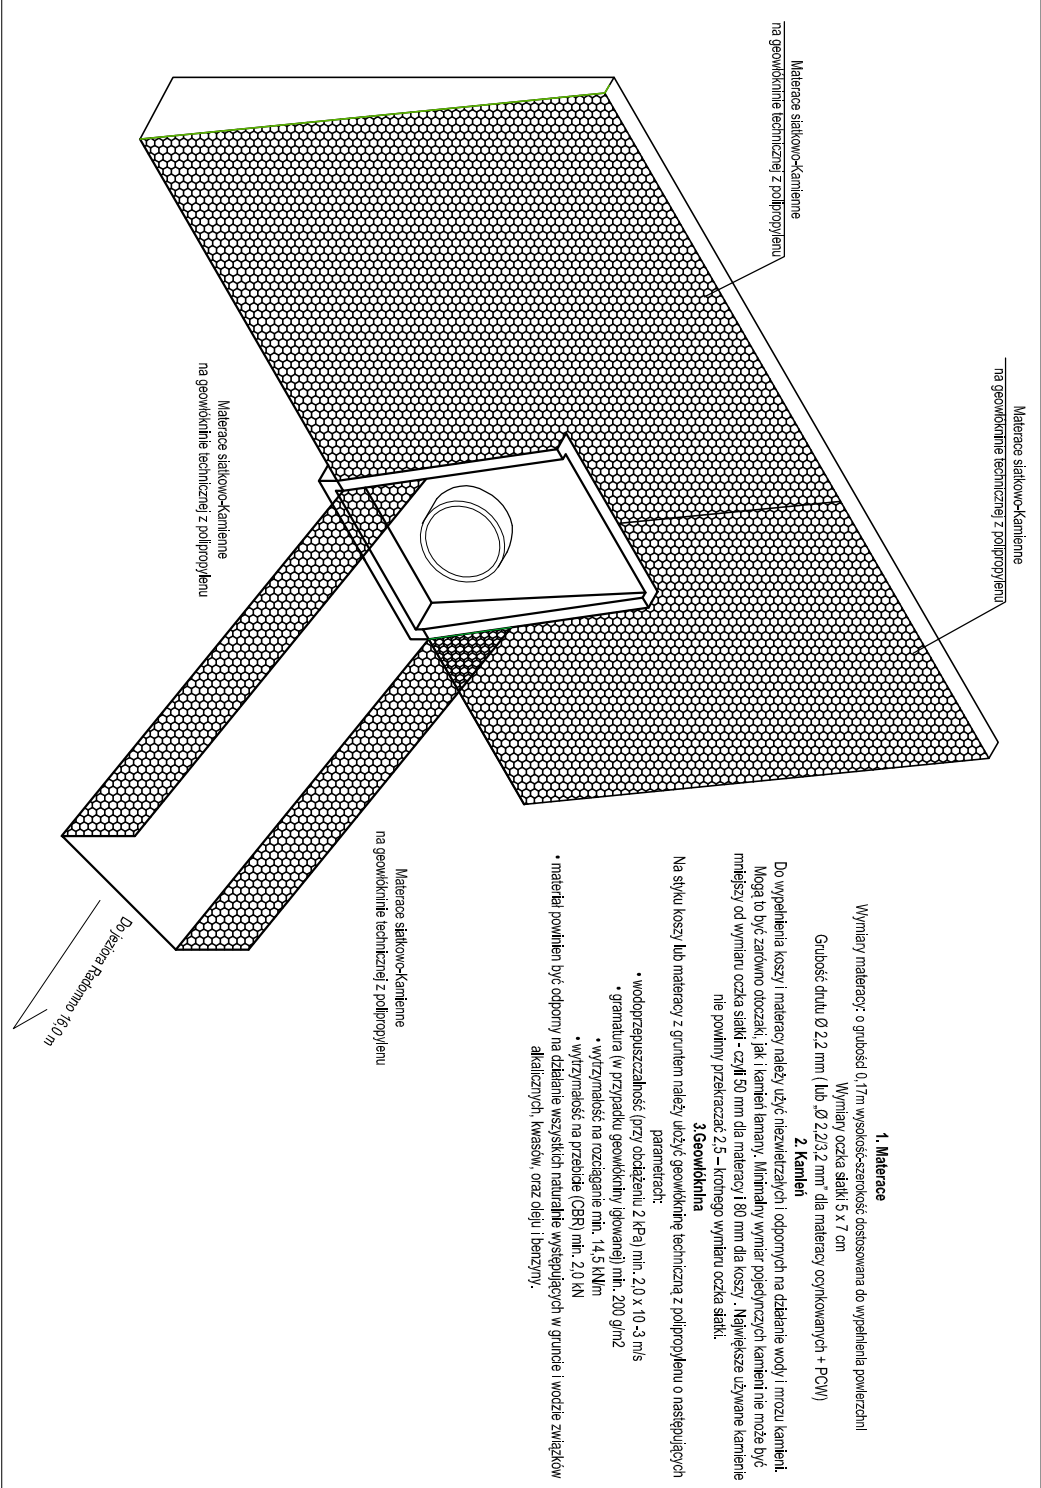 Materace siatkowo-Kamienne
na geowłókninie technicznej z polipropylenu
Materace siatkowo-Kamienne
na geowłókninie technicznej z polipropylenu
Materace siatkowo-Kamienne
na geowłókninie technicznej z polipropylenu
Materace siatkowo-Kamienne
na geowłókninie technicznej z polipropylenu
Do jeziora Radomno 16,0 m
1. Materace
Wymiary materacy: o grubości 0,17m wysokość-szerokość dostosowana do wypełnienia powierzchni
Wymiary oczka siatki 5 x 7 cm
Grubość drutu Ø 2,2 mm ( lub „Ø 2,2/3,2 mm” dla materacy ocynkowanych + PCW)
2. Kamień
Do wypełnienia koszy i materacy należy użyć niezwietrzałych i odpornych na działanie wody i mrozu kamieni.
Mogą to być zarówno otoczaki, jak i kamień łamany. Minimalny wymiar pojedynczych kamieni nie może być
mniejszy od wymiaru oczka siatki - czyli 50 mm dla materacy i 80 mm dla koszy . Największe używane kamienie
nie powinny przekraczać 2,5 – krotnego wymiaru oczka siatki.
3.Geowłóknina
Na styku koszy lub materacy z gruntem należy ułożyć geowłókninę techniczną z polipropylenu o następujących
parametrach:
• wodoprzepuszczalność (przy obciążeniu 2 kPa) min. 2,0 x 10 -3 m/s
• gramatura (w przypadku geowłókniny igłowanej) min. 200 g/m2
• wytrzymałość na rozciąganie min. 14,5 kN/m
• wytrzymałość na przebicie (CBR) min. 2,0 kN
• materiał powinien być odporny na działanie wszystkich naturalnie występujących w gruncie i wodzie związków
alkalicznych, kwasów, oraz oleju i benzyny.